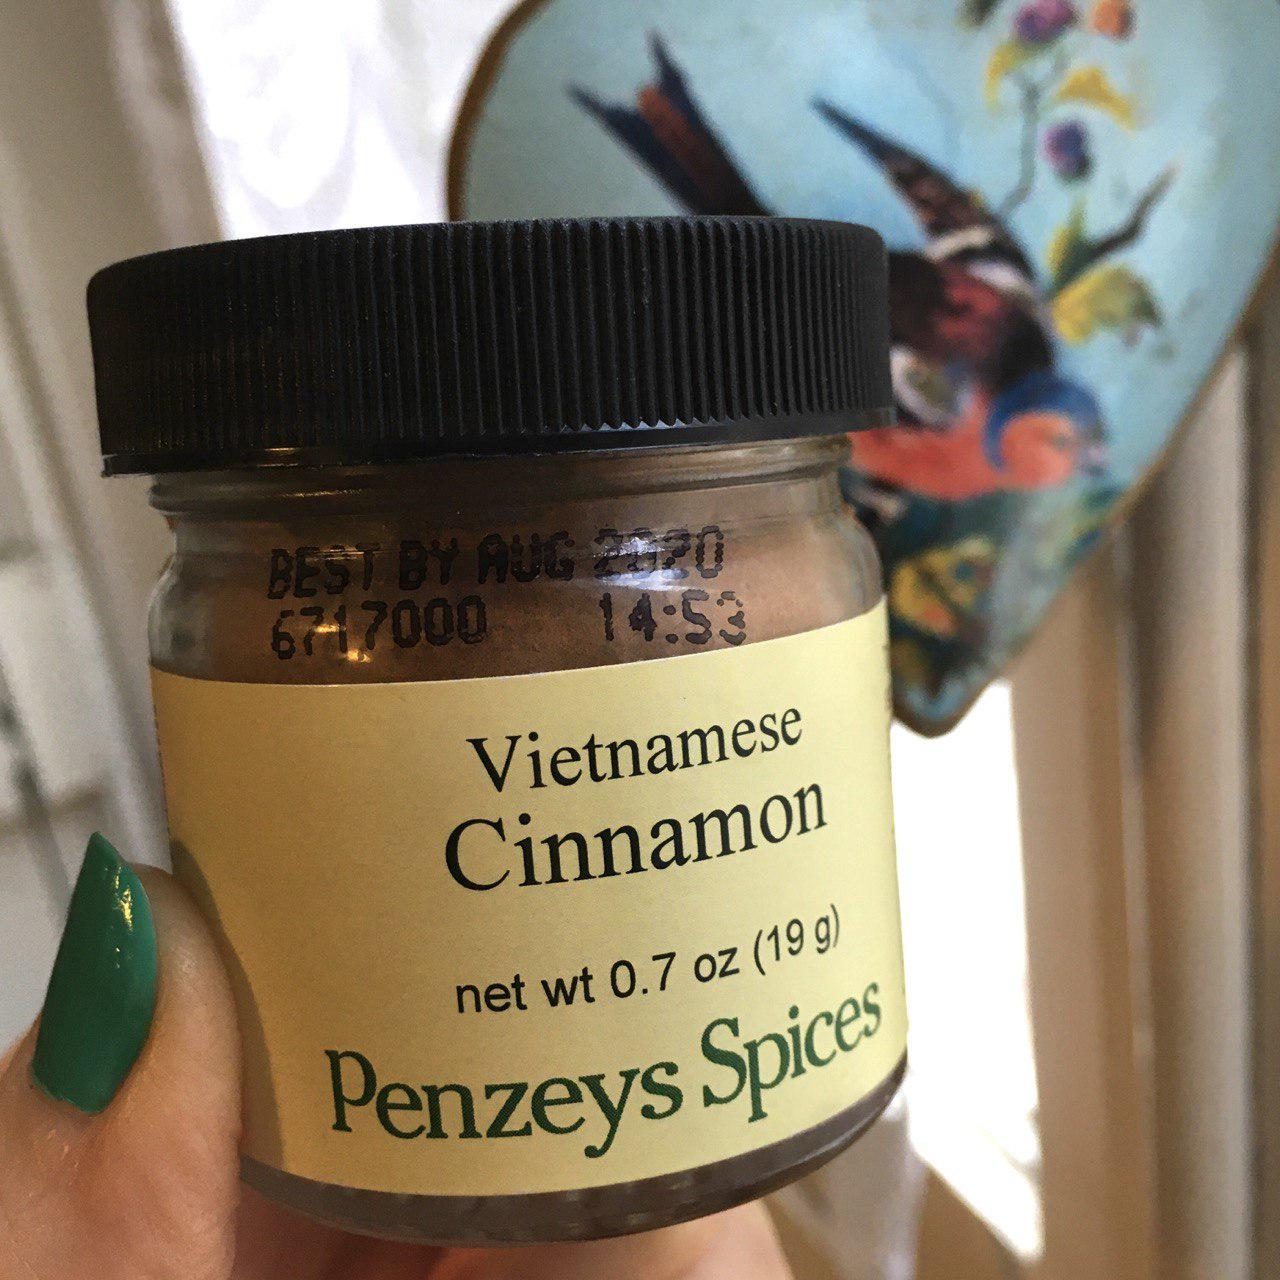 BEST BY AUG 2020
6717000 14:53
Vietnamese
Cinnamon
net wt 0.7 oz (19 g)
Penzeys Spices